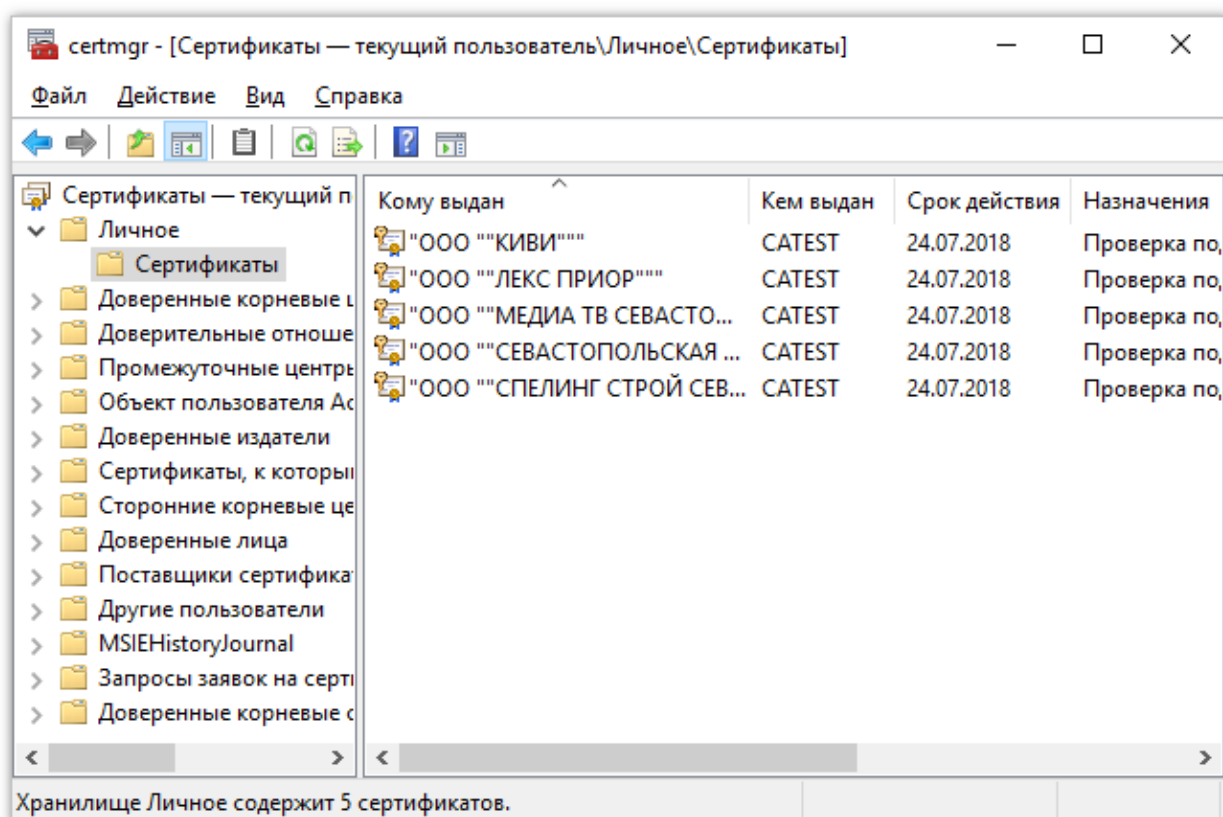 certmgr - [Сертификаты — текущий пользователь\Личное\Сертификаты]
Файл Действие Вид Справка
Сертификаты — текущий п
Личное
Сертификаты
Доверенные корневые ц
Доверительные отноше
Промежуточные центры
Объект пользователя Ac
Доверенные издатели
Сертификаты, к которы
Сторонние корневые це
Доверенные лица
Поставщики сертифика
Другие пользователи
MSIEHistoryJournal
Запросы заявок на серт
Доверенные корневые с
Кому выдан Кем выдан Срок действия Назначения
"ООО ""КИВИ""" CATEST 24.07.2018 Проверка по
"ООО ""ЛЕКС ПРИОР""" CATEST 24.07.2018 Проверка по
"ООО ""МЕДИА ТВ СЕВАСТО... CATEST 24.07.2018 Проверка по
"ООО ""СЕВАСТОПОЛЬСКАЯ ... CATEST 24.07.2018 Проверка по
"ООО ""СПЕЛИНГ СТРОЙ СЕВ... CATEST 24.07.2018 Проверка по
Хранилище Личное содержит 5 сертификатов.